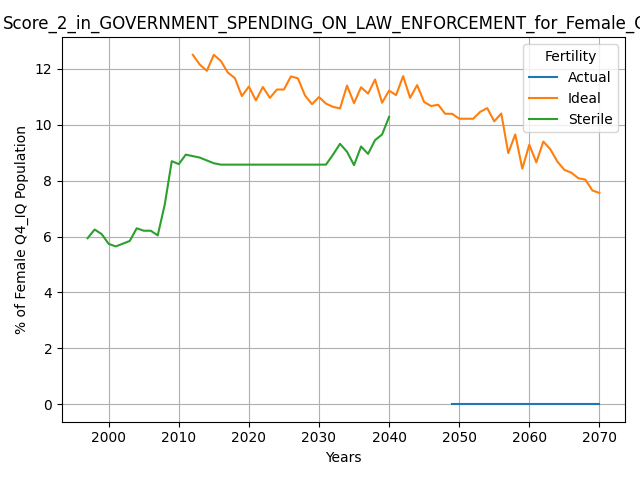 Score_2_in_GOVERNMENT_SPENDING_ON_LAW_ENFORCEMENT_for_Female_
Fertility
Actual
Ideal
Sterile
% of Female Q4_IQ Population
12
10
8
6
4
2
0
2000 2010 2020 2030 2040 2050 2060 2070
Years